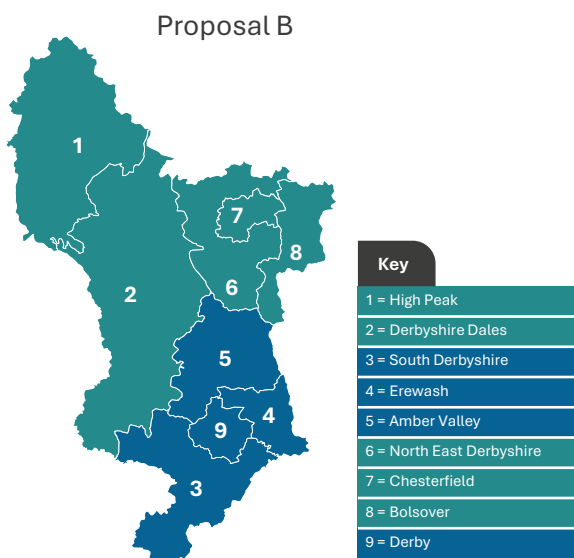 Proposal B
1
7
8
2
6
5
4
9
3
Key
1 = High Peak
2 = Derbyshire Dales
3 = South Derbyshire
4 = Erewash
5 = Amber Valley
6 = North East Derbyshire
7 = Chesterfield
8 = Bolsover
9 = Derby